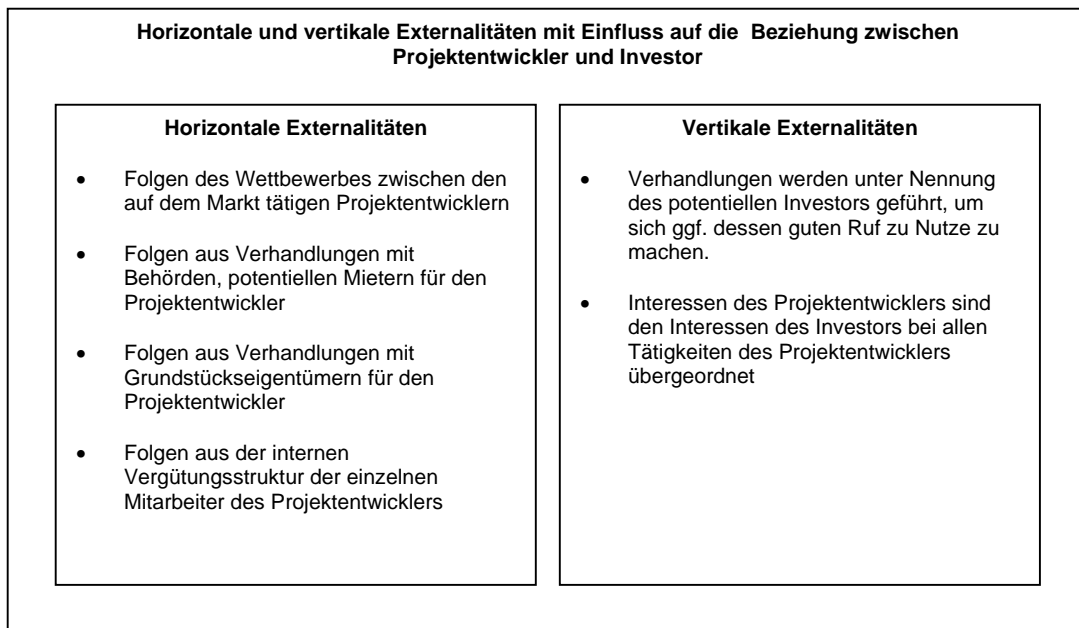 Horizontale und vertikale Externalitäten mit Einfluss auf die Beziehung zwischen
Projektentwickler und Investor
Horizontale Externalitäten
• Folgen des Wettbewerbes zwischen den
auf dem Markt tätigen Projektentwicklern
• Folgen aus Verhandlungen mit
Behörden, potentiellen Mietern für den
Projektentwickler
• Folgen aus Verhandlungen mit
Grundstückseigentümern für den
Projektentwickler
• Folgen aus der internen
Vergütungsstruktur der einzelnen
Mitarbeiter des Projektentwicklers
Vertikale Externalitäten
• Verhandlungen werden unter Nennung
des potentiellen Investors geführt, um
sich ggf. dessen guten Ruf zu Nutze zu
machen.
• Interessen des Projektentwicklers sind
den Interessen des Investors bei allen
Tätigkeiten des Projektentwicklers
übergeordnet